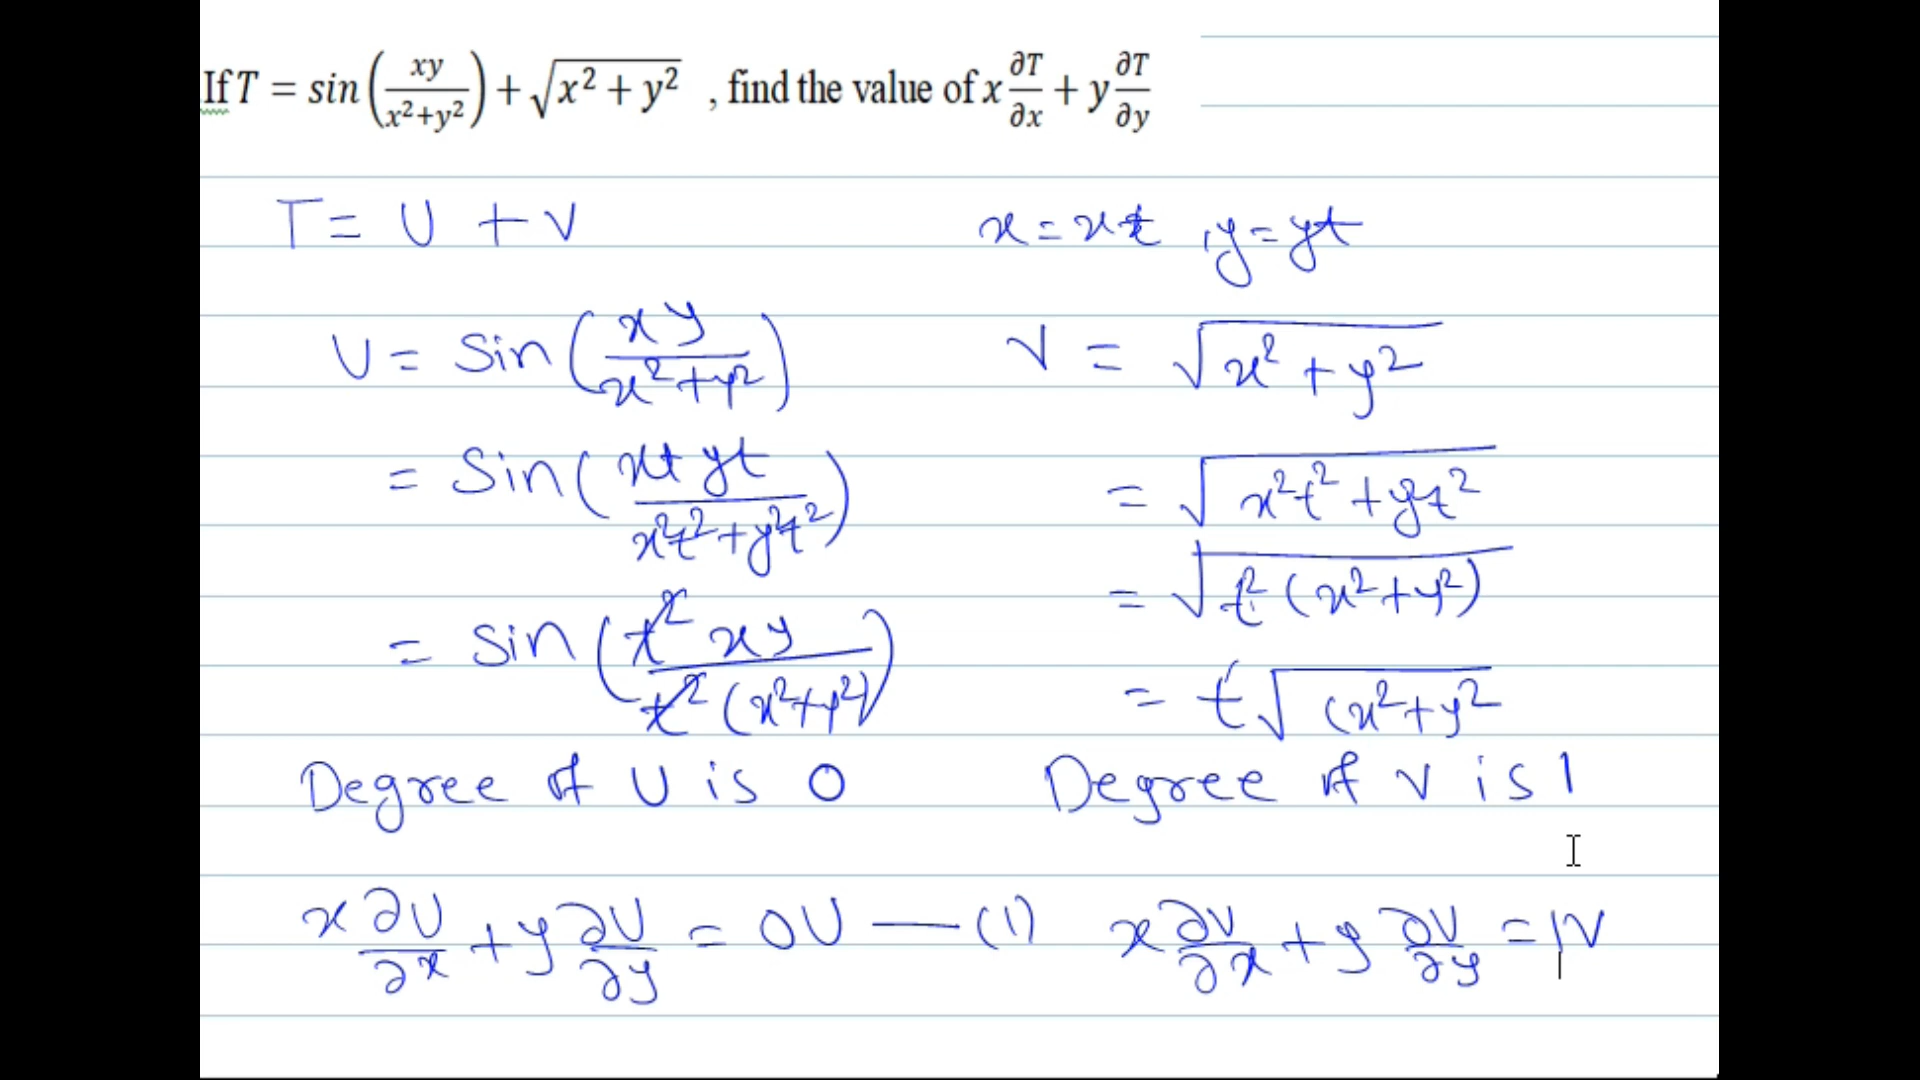 If T = sin(xy/(x²+y²)) + √(x² + y²) , find the value of x ∂T/∂x + y ∂T/∂y
T = U + V
x = xt , y = yt
U = Sin(xy/(x²+y²))
V = √(x² + y²)
= Sin(xt yt/(x²t²+y²t²))
= √(x²t² + y²t²)
= √(t²(x²+y²))
= Sin(t² xy/(t²(x²+y²)))
= t√((x²+y²
Degree of U is 0
Degree of V is 1
x ∂U/∂x + y ∂U/∂y = 0U — (1)
x ∂V/∂x + y ∂V/∂y = 1V